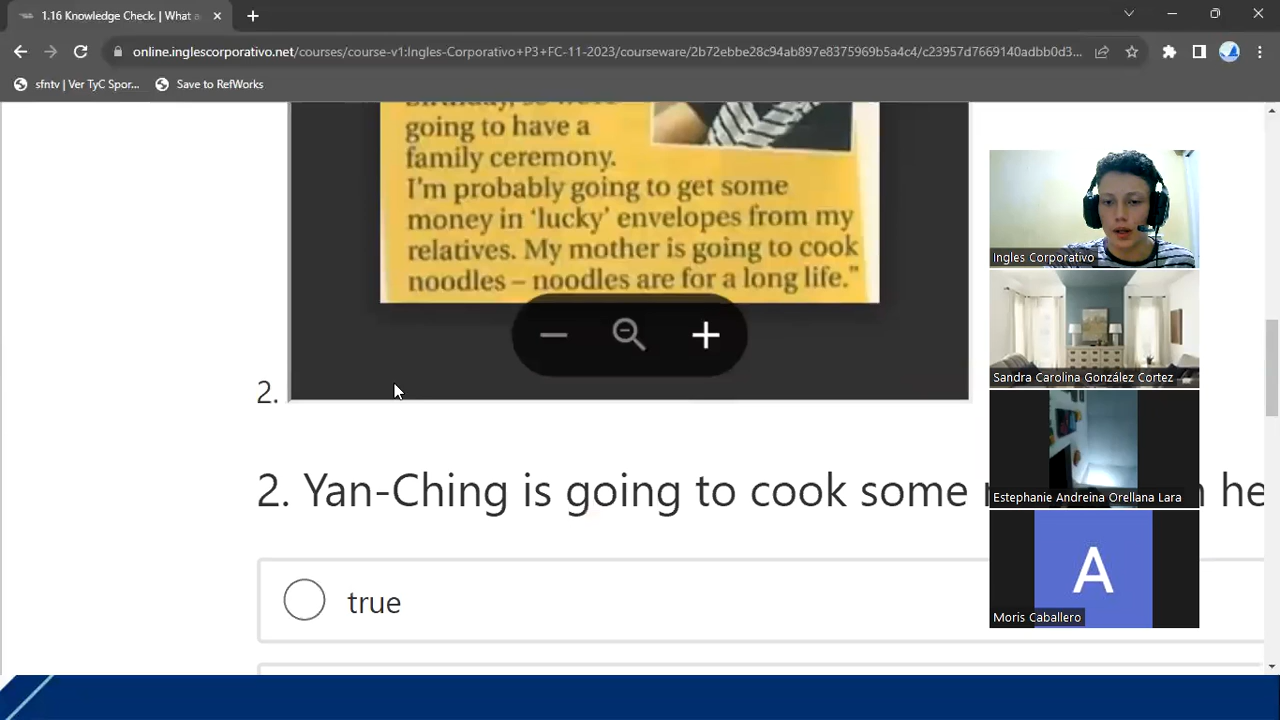 1.16 Knowledge Check. | What a
online.inglescorporativo.net/courses/course-v1:Ingles-Corporativo+P3+FC-11-2023/courseware/2b72ebbe28c94ab897e8375969b5a4c4/c23957d7669140adbb0d3...
sfntv | Ver TyC Spor...
Save to RefWorks
going to have a
family ceremony.
I'm probably going to get some
money in 'lucky' envelopes from my
relatives. My mother is going to cook
noodles – noodles are for a long life."
2.
2. Yan-Ching is going to cook some he
true
Ingles Corporativo
Sandra Carolina González Cortez
Estephanie Andreina Orellana Lara
A
Moris Caballero